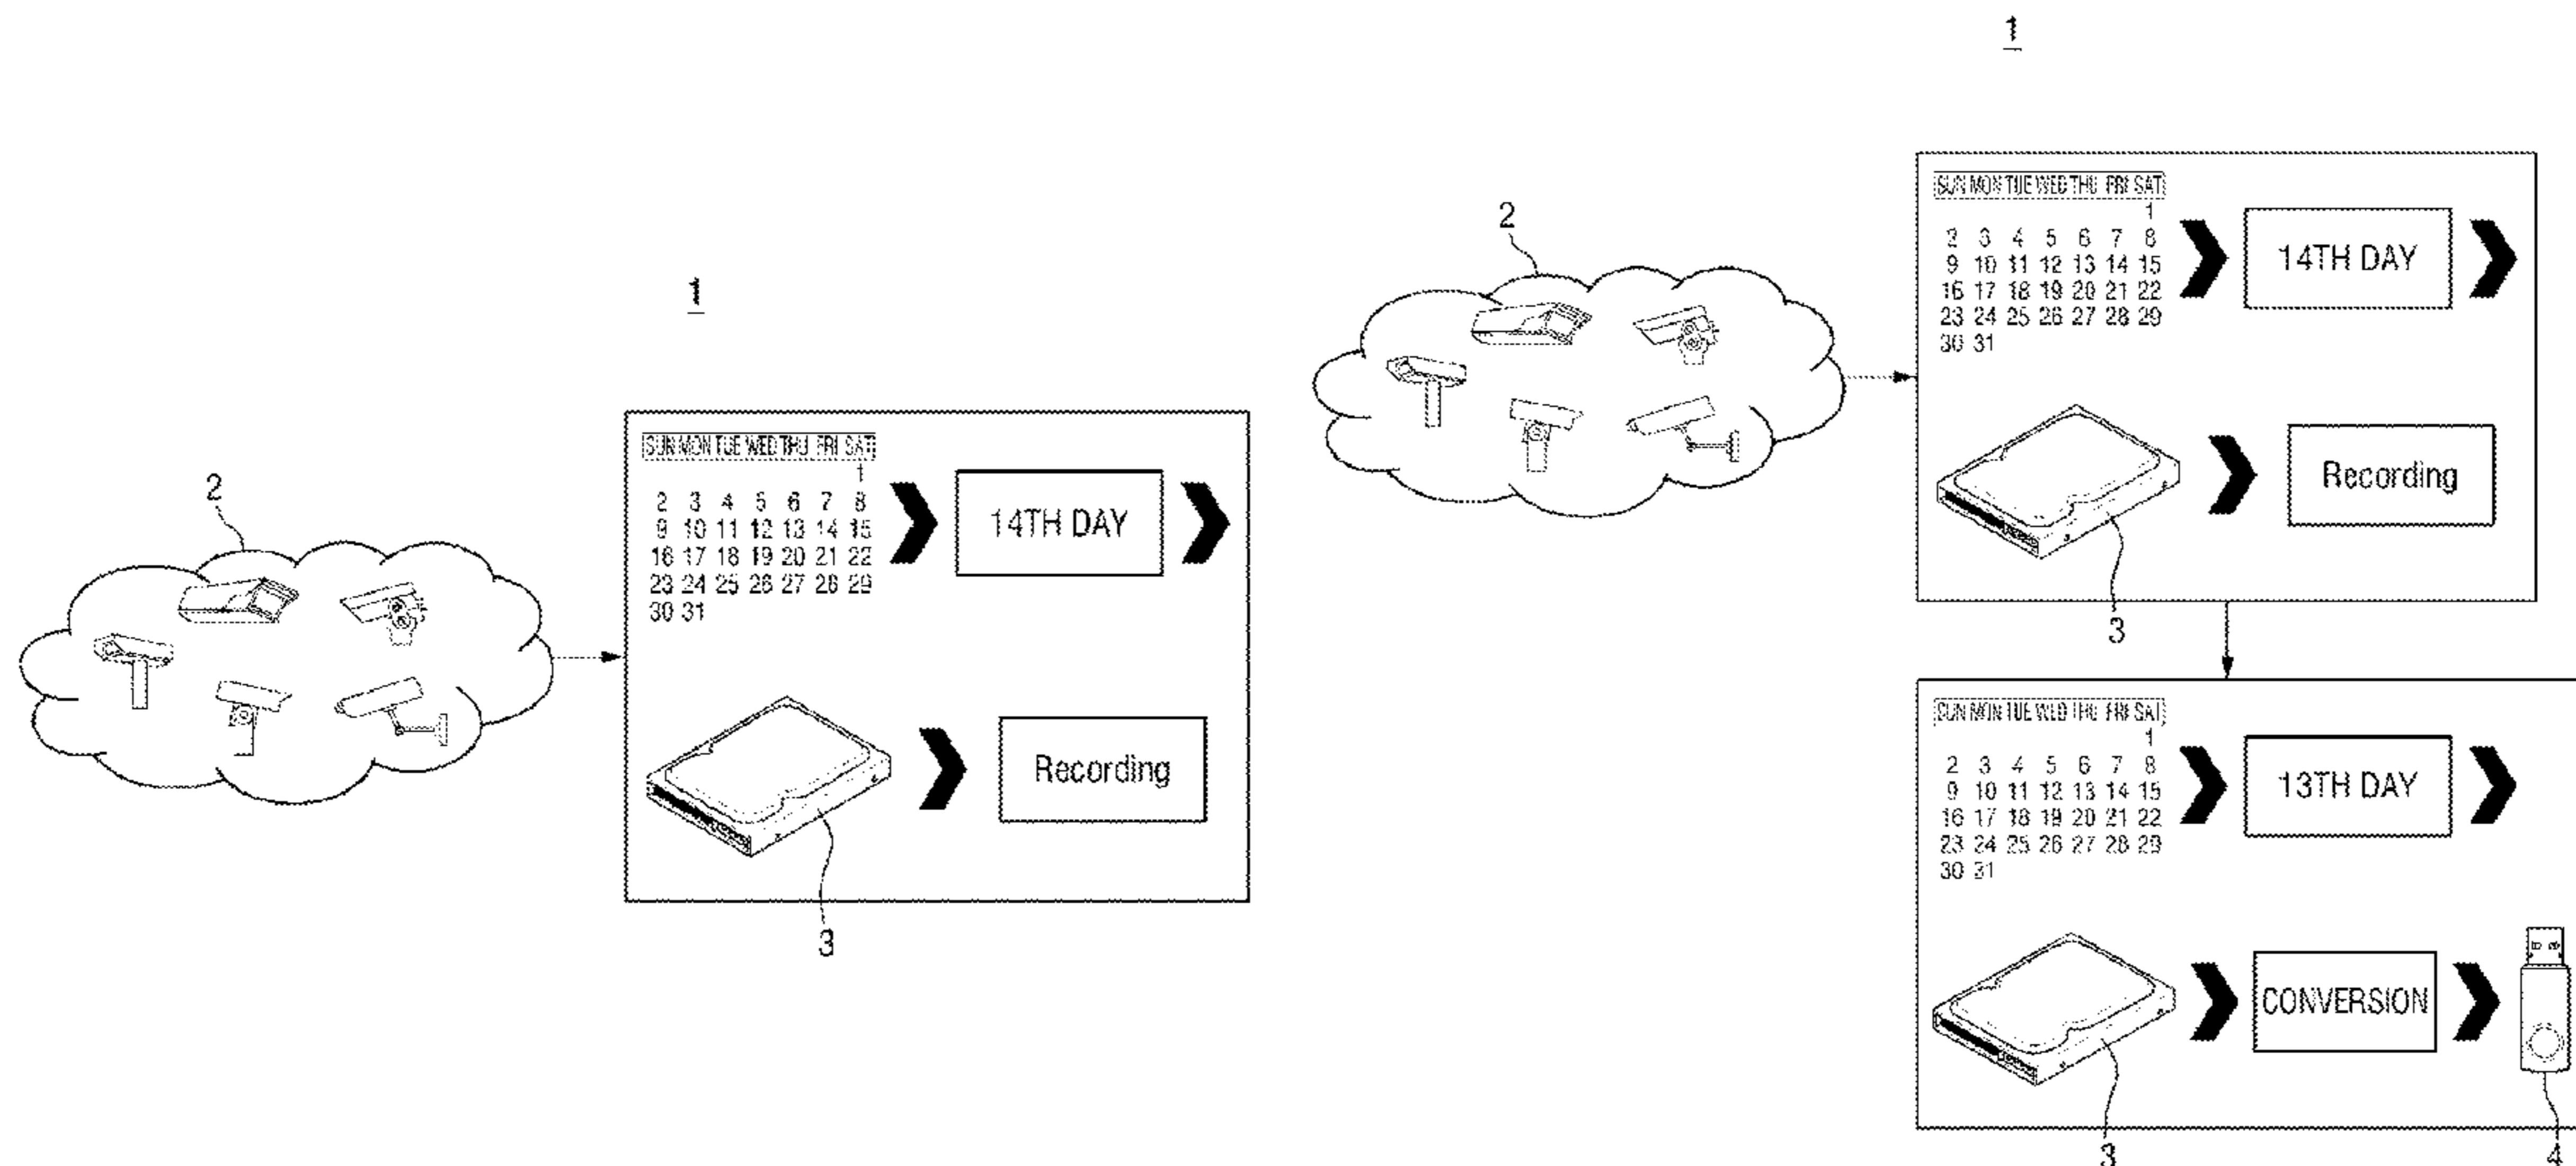 1
2
SUN MON TUE WED THU FRI SAT
1
2 3 4 5 6 7 8
9 10 11 12 13 14 15
16 17 18 19 20 21 22
23 24 25 26 27 28 29
30 31
14TH DAY
Recording
3
1
2
SUN MON TUE WED THU FRI SAT
1
2 3 4 5 6 7 8
9 10 11 12 13 14 15
16 17 18 19 20 21 22
23 24 25 26 27 28 29
30 31
14TH DAY
Recording
3
SUN MON TUE WED THU FRI SAT
1
2 3 4 5 6 7 8
9 10 11 12 13 14 15
16 17 18 19 20 21 22
23 24 25 26 27 28 29
30 31
13TH DAY
CONVERSION
3
4